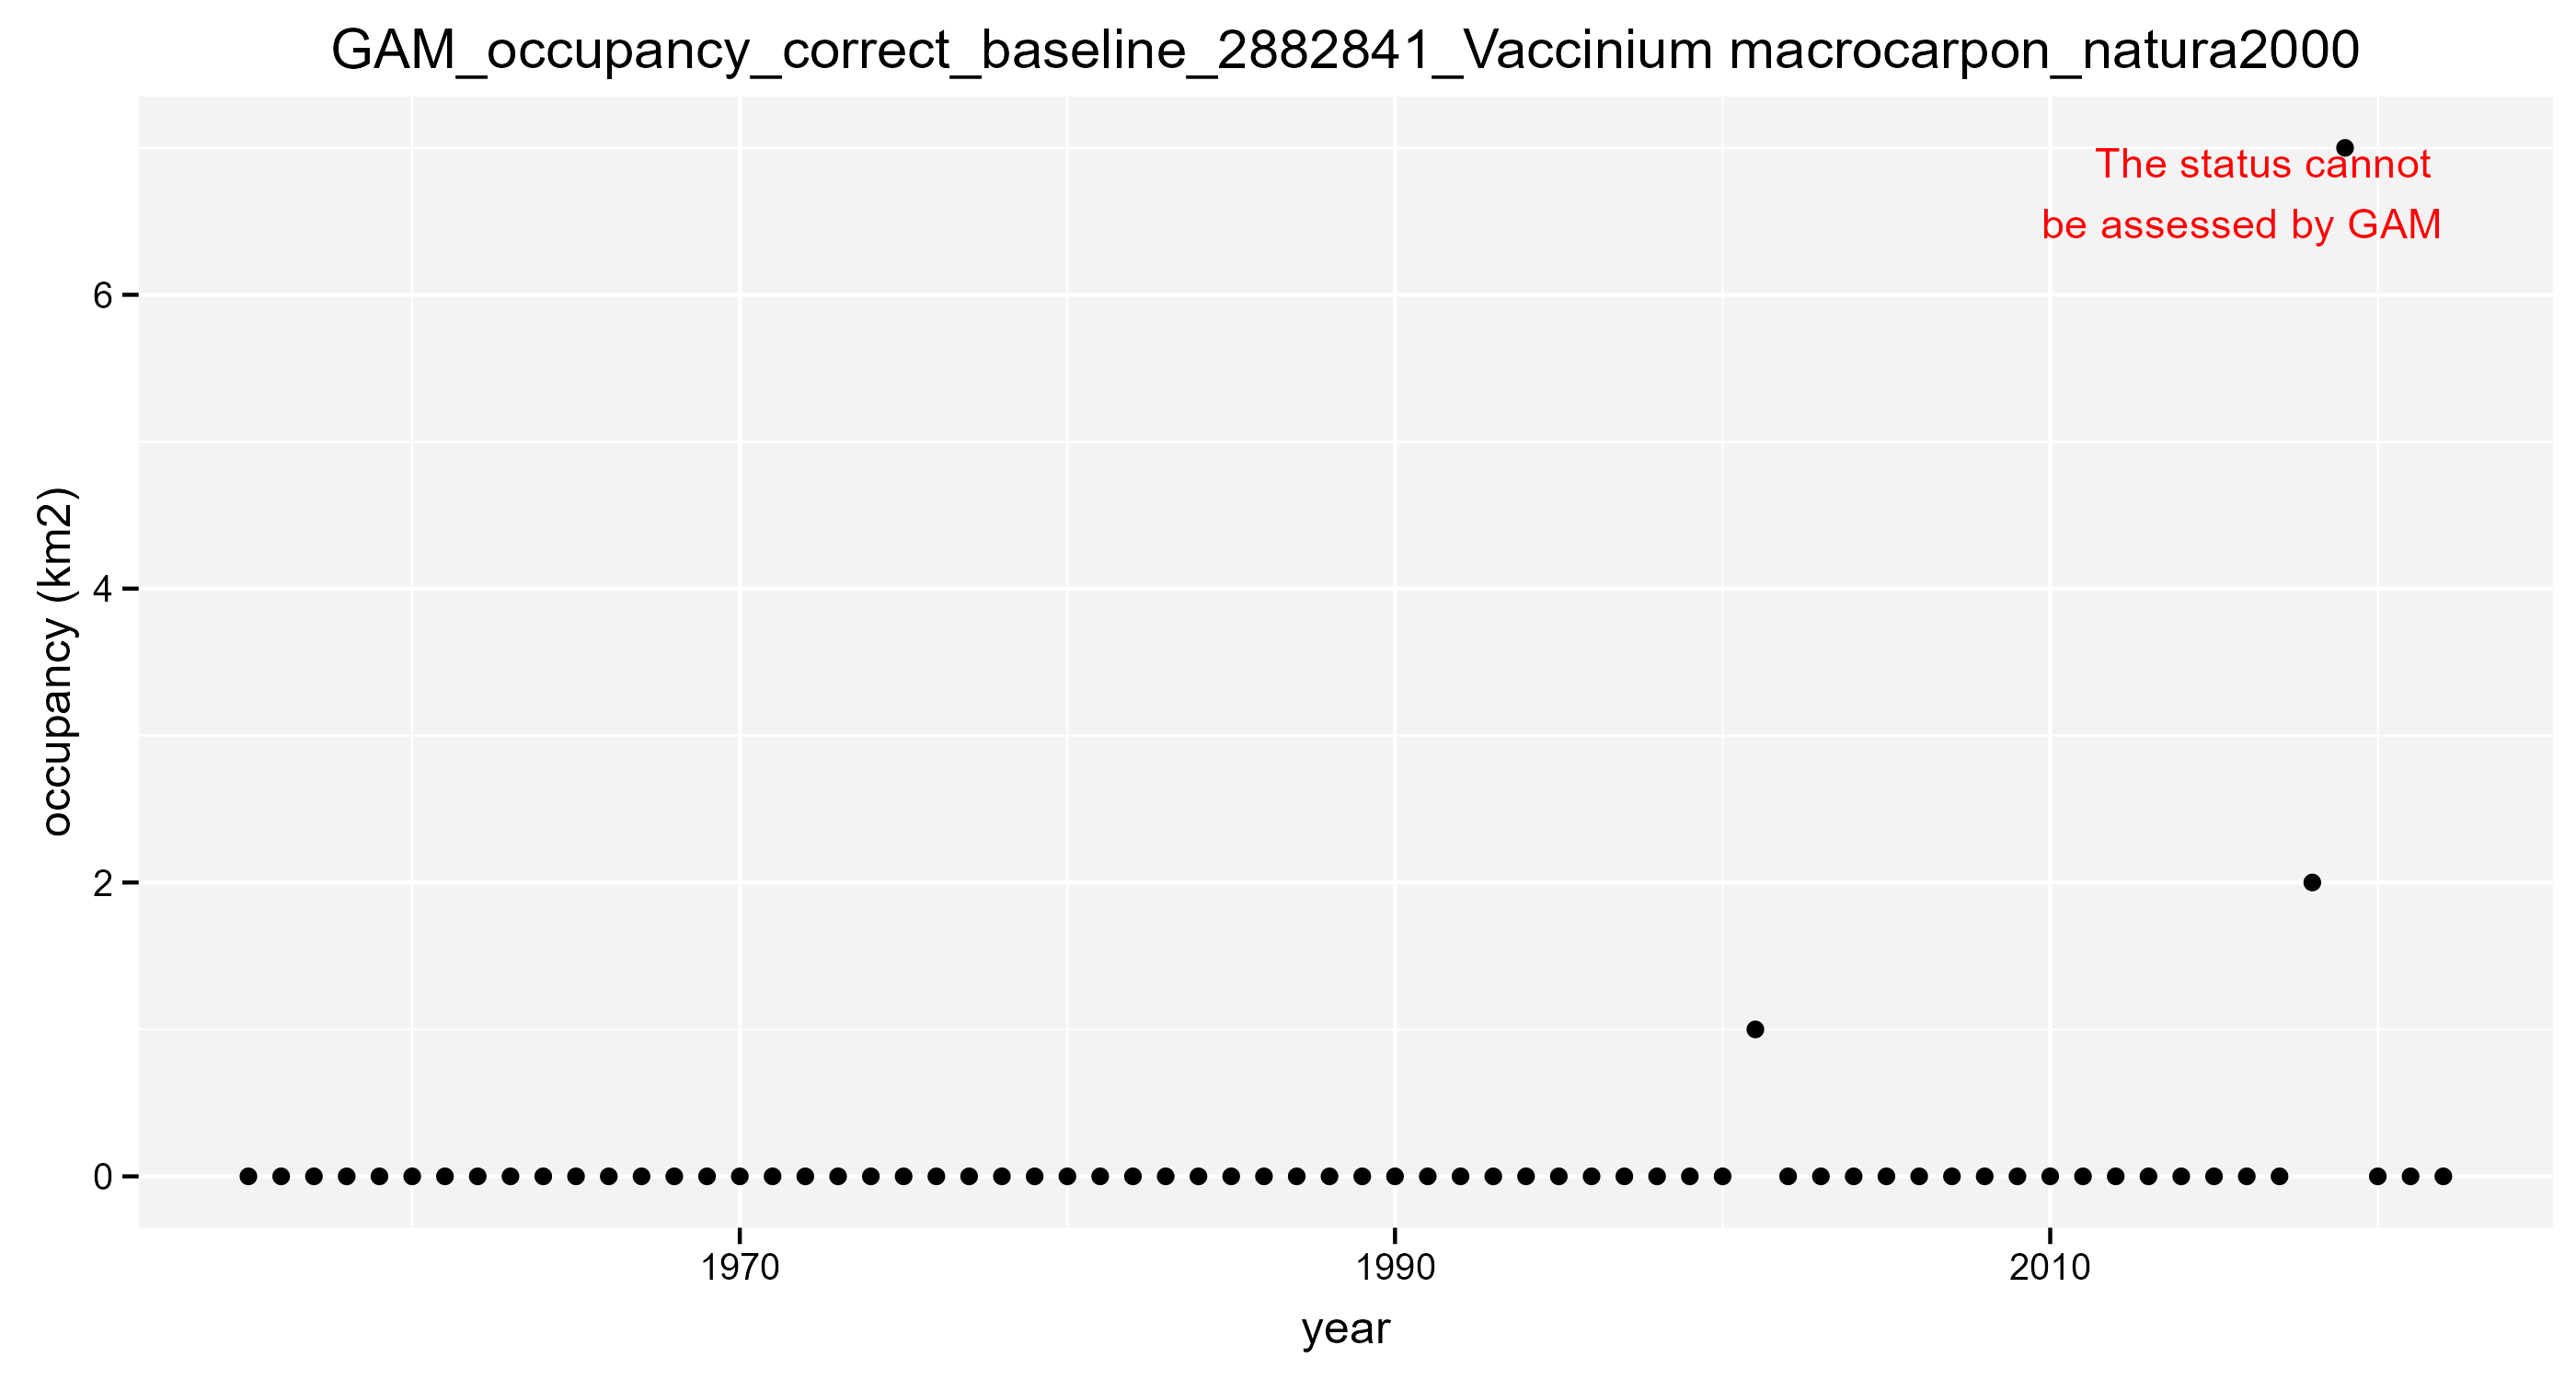 GAM_occupancy_correct_baseline_2882841_Vaccinium macrocarpon_natura2000
The status cannot
be assessed by GAM
6
4
2
0
occupancy (km2)
1970
1990
2010
year